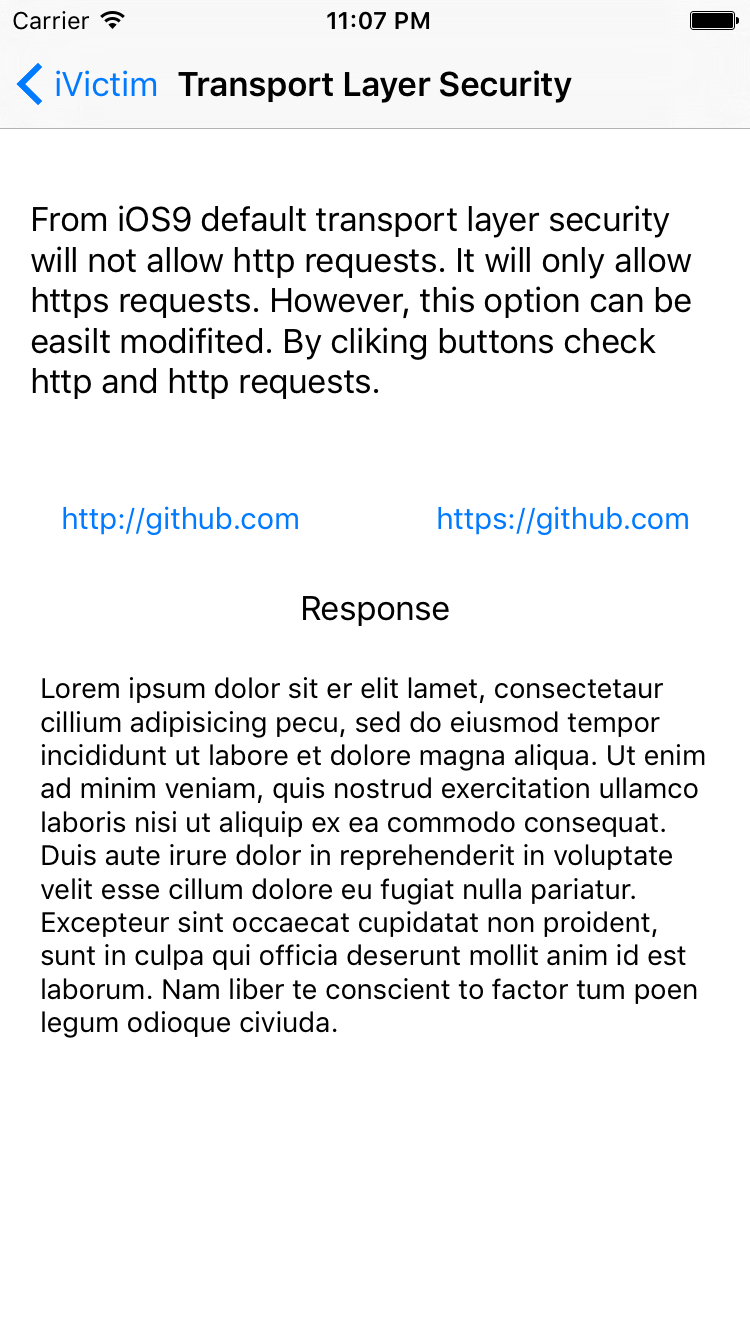 Carrier 11:07 PM
iVictim Transport Layer Security
From iOS9 default transport layer security
will not allow http requests. It will only allow
https requests. However, this option can be
easilt modifited. By cliking buttons check
http and http requests.
http://github.com https://github.com
Response
Lorem ipsum dolor sit er elit lamet, consectetaur
cillium adipisicing pecu, sed do eiusmod tempor
incididunt ut labore et dolore magna aliqua. Ut enim
ad minim veniam, quis nostrud exercitation ullamco
laboris nisi ut aliquip ex ea commodo consequat.
Duis aute irure dolor in reprehenderit in voluptate
velit esse cillum dolore eu fugiat nulla pariatur.
Excepteur sint occaecat cupidatat non proident,
sunt in culpa qui officia deserunt mollit anim id est
laborum. Nam liber te conscient to factor tum poen
legum odioque civiuda.